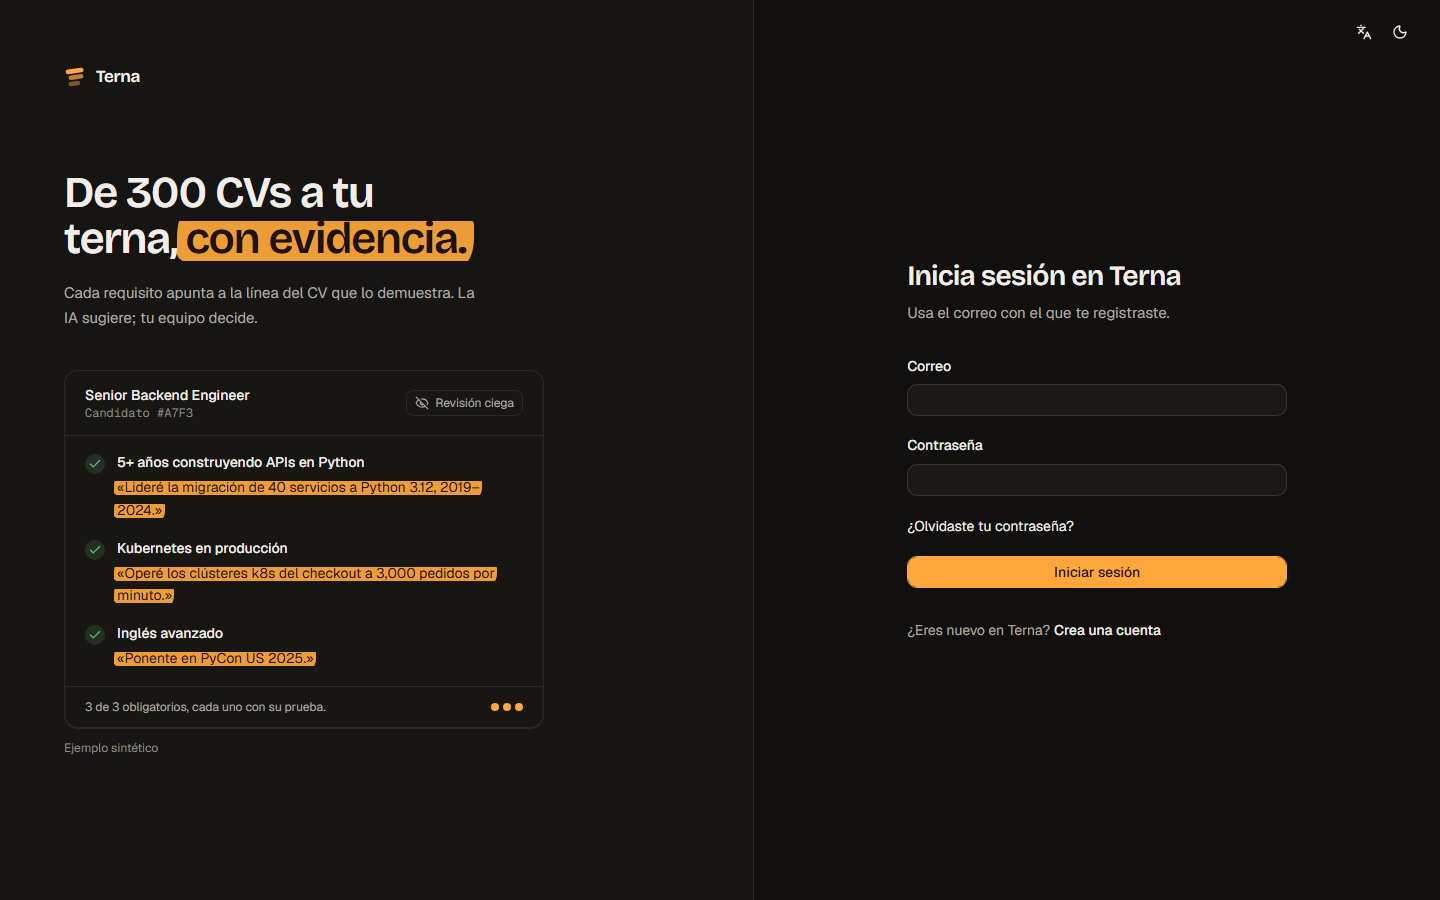 Terna
De 300 CVs a tu
terna, con evidencia.
Cada requisito apunta a la línea del CV que lo demuestra. La
IA sugiere; tu equipo decide.
Senior Backend Engineer
Candidato #A7F3
Revisión ciega
5+ años construyendo APIs en Python
«Lideré la migración de 40 servicios a Python 3.12, 2019–
2024.»
Kubernetes en producción
«Operé los clústeres k8s del checkout a 3,000 pedidos por
minuto.»
Inglés avanzado
«Ponente en PyCon US 2025.»
3 de 3 obligatorios, cada uno con su prueba.
Ejemplo sintético
Inicia sesión en Terna
Usa el correo con el que te registraste.
Correo
Contraseña
¿Olvidaste tu contraseña?
Iniciar sesión
¿Eres nuevo en Terna? Crea una cuenta